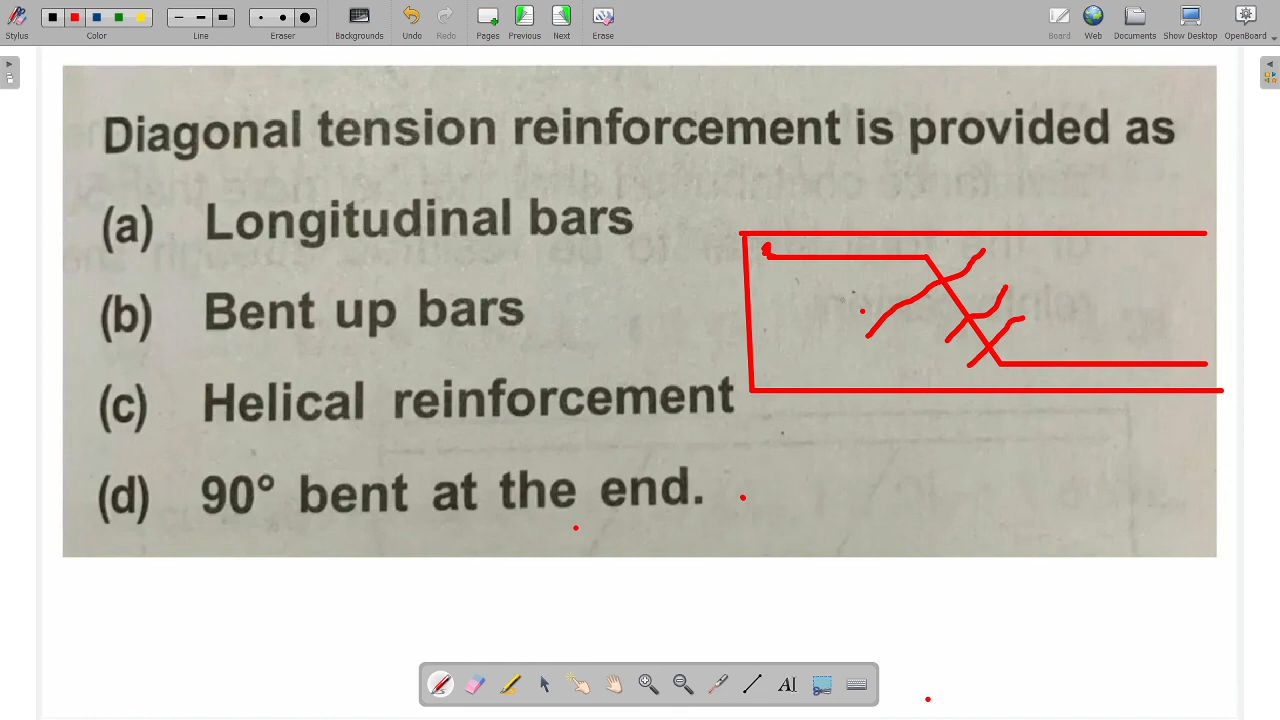 Stylus Color Line Eraser Backgrounds Undo Redo Pages Previous Next Erase Board Web Documents Show Desktop OpenBoard
Diagonal tension reinforcement is provided as
(a) Longitudinal bars
(b) Bent up bars
(c) Helical reinforcement
(d) 90° bent at the end.
AI